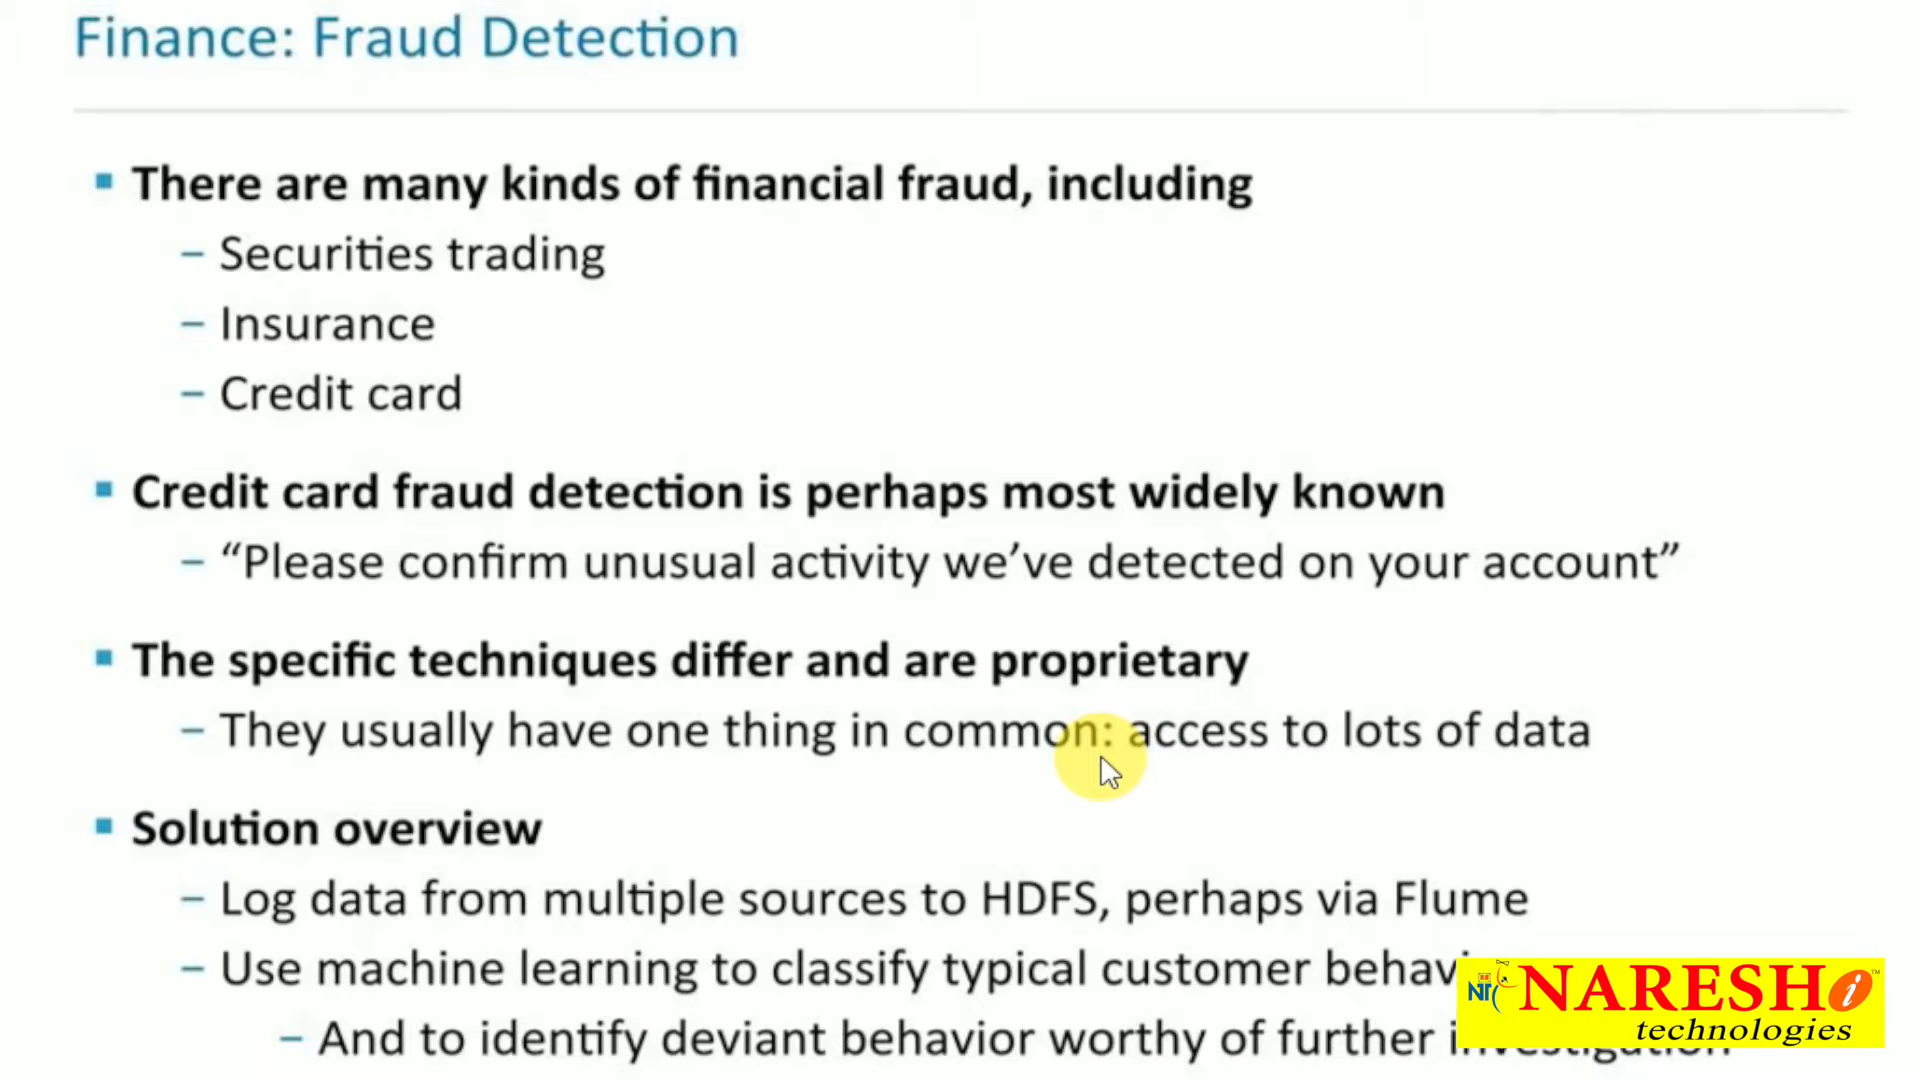 Finance: Fraud Detection
▪ There are many kinds of financial fraud, including
– Securities trading
– Insurance
– Credit card
▪ Credit card fraud detection is perhaps most widely known
– “Please confirm unusual activity we’ve detected on your account”
▪ The specific techniques differ and are proprietary
– They usually have one thing in common: access to lots of data
▪ Solution overview
– Log data from multiple sources to HDFS, perhaps via Flume
– Use machine learning to classify typical customer behavi
– And to identify deviant behavior worthy of further investigation
NT NARESH i ™
technologies